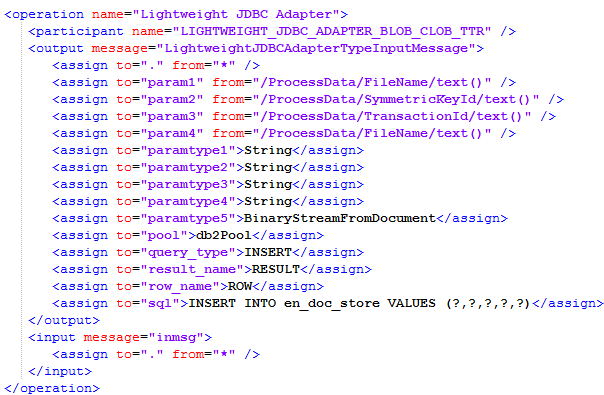 <operation name="Lightweight JDBC Adapter">
<participant name="LIGHTWEIGHT_JDBC_ADAPTER_BLOB_CLOB_TTR" />
<output message="LightweightJDBCAdapterTypeInputMessage">
<assign to="." from="*" />
<assign to="param1" from="/ProcessData/FileName/text()" />
<assign to="param2" from="/ProcessData/SymmetricKeyId/text()" />
<assign to="param3" from="/ProcessData/TransactionId/text()" />
<assign to="param4" from="/ProcessData/FileName/text()" />
<assign to="paramtype1">String</assign>
<assign to="paramtype2">String</assign>
<assign to="paramtype3">String</assign>
<assign to="paramtype4">String</assign>
<assign to="paramtype5">BinaryStreamFromDocument</assign>
<assign to="pool">db2Pool</assign>
<assign to="query_type">INSERT</assign>
<assign to="result_name">RESULT</assign>
<assign to="row_name">ROW</assign>
<assign to="sql">INSERT INTO en_doc_store VALUES (?,?,?,?,?)</assign>
</output>
<input message="inmsg">
<assign to="." from="*" />
</input>
</operation>